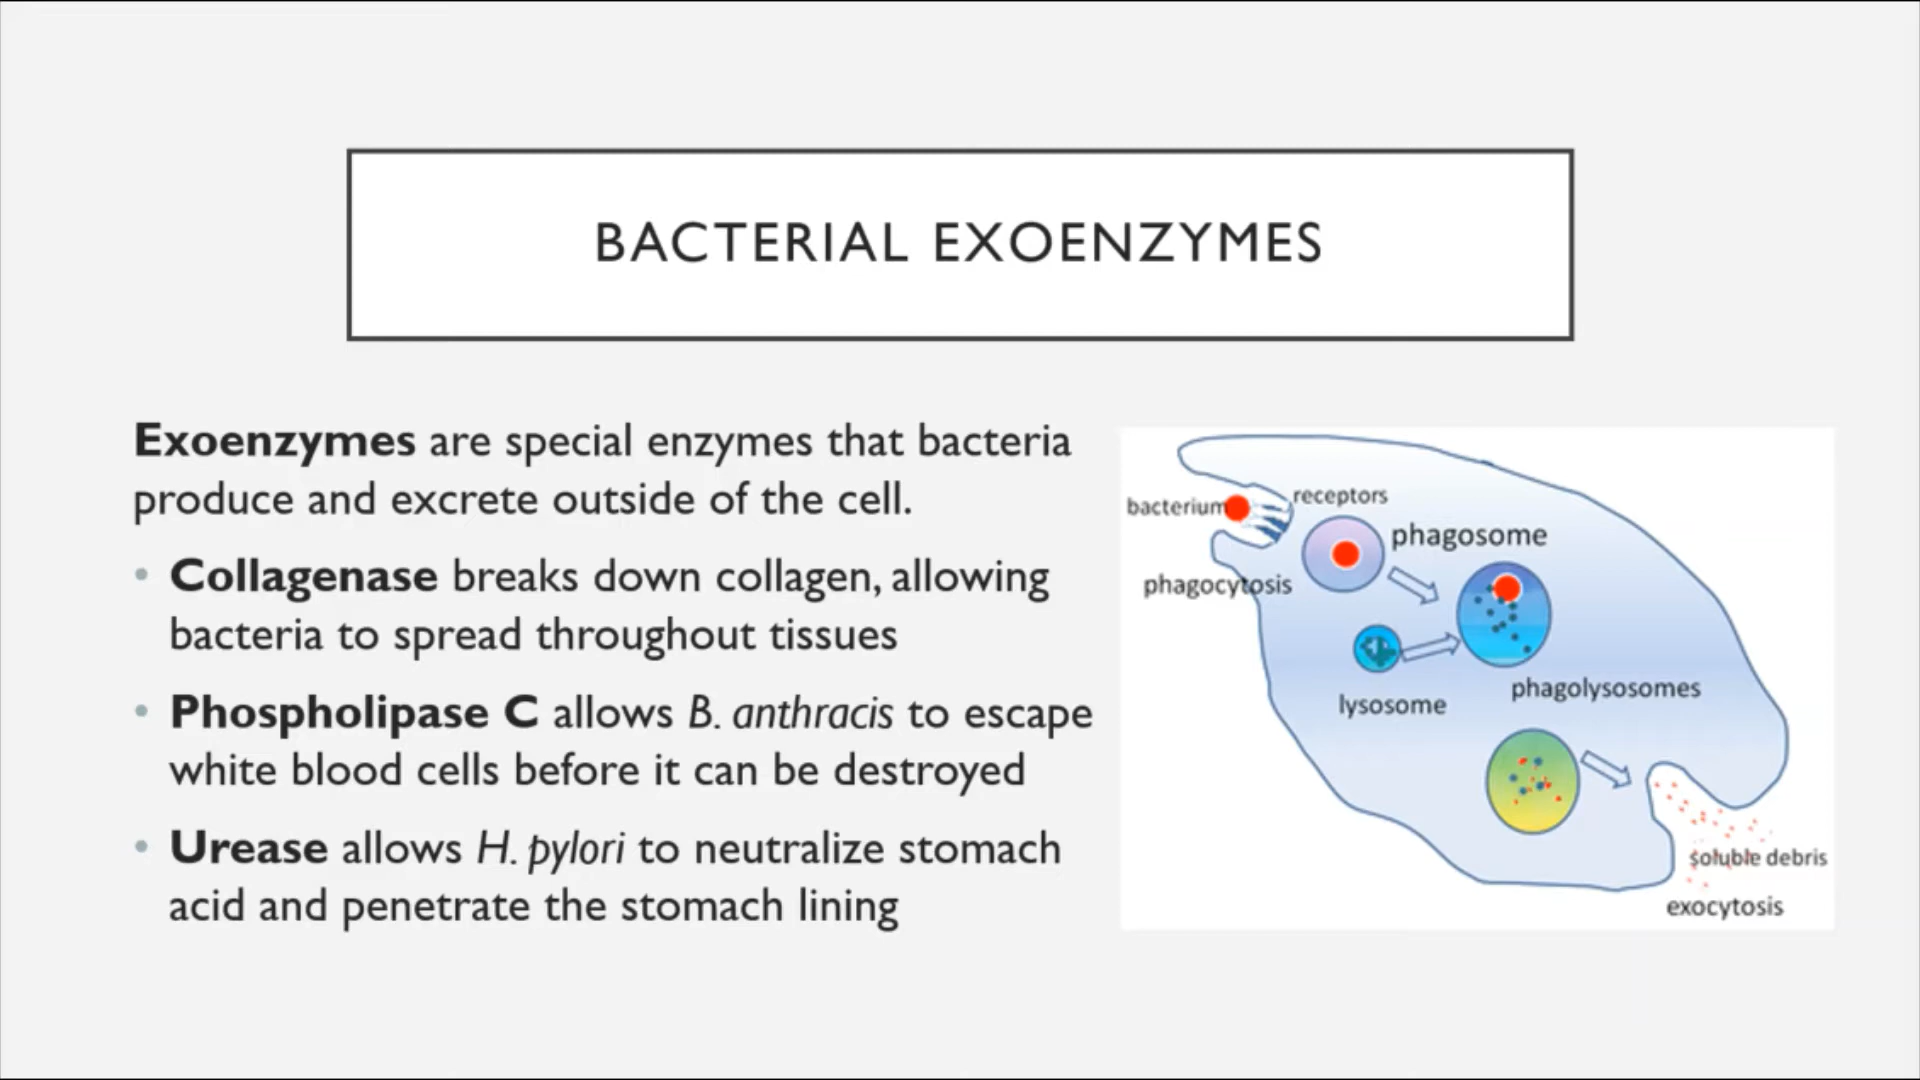 BACTERIAL EXOENZYMES
Exoenzymes are special enzymes that bacteria
produce and excrete outside of the cell.
• Collagenase breaks down collagen, allowing
bacteria to spread throughout tissues
• Phospholipase C allows B. anthracis to escape
white blood cells before it can be destroyed
• Urease allows H. pylori to neutralize stomach
acid and penetrate the stomach lining
bacterium
receptors
phagosome
phagocytosis
lysosome
phagolysosomes
soluble debris
exocytosis